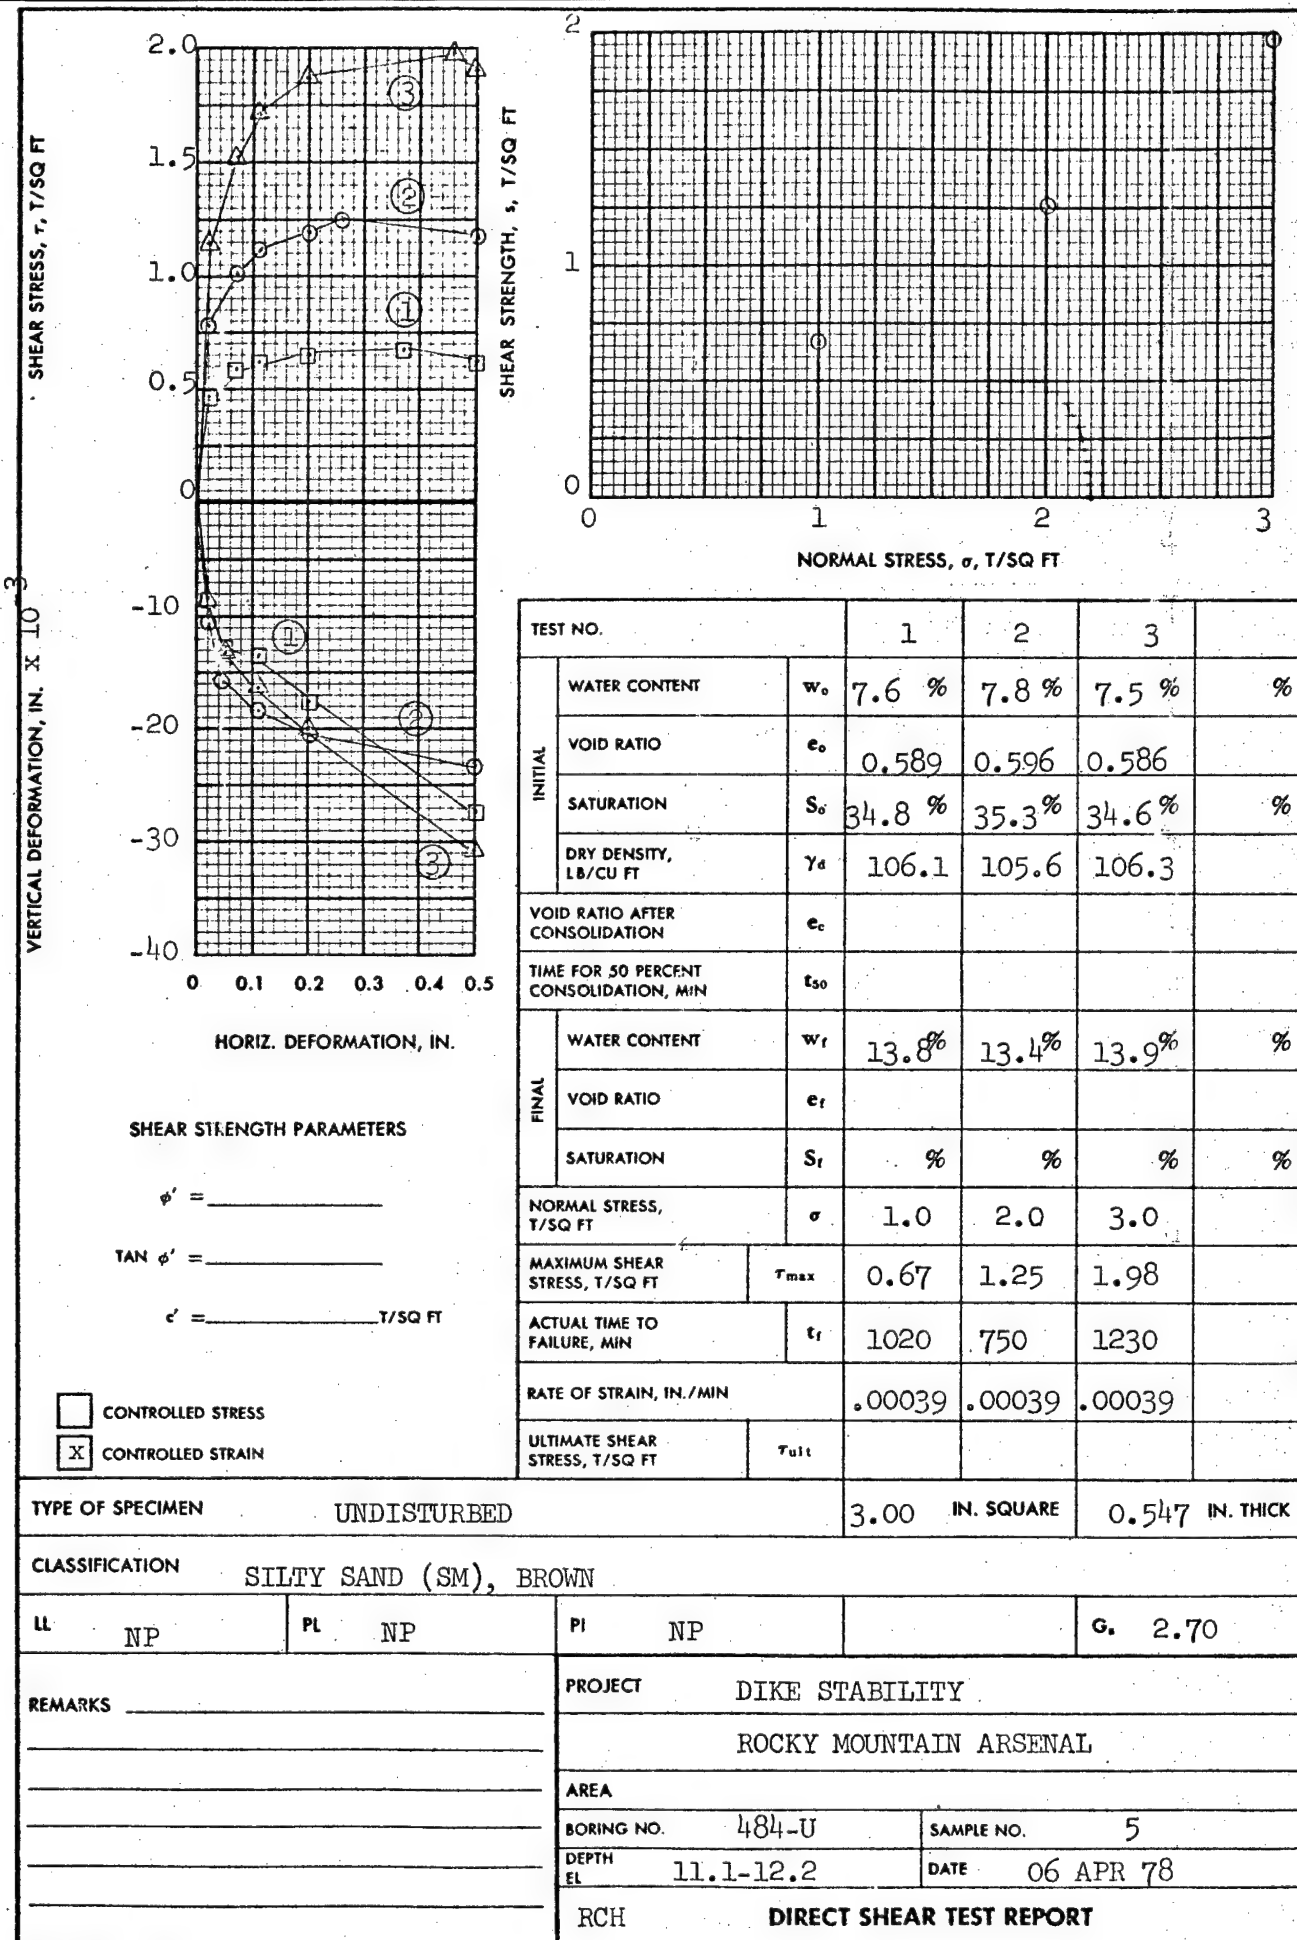 SHEAR STRESS, τ, T/SQ FT
2.0
1.5
1.0
0.5
0
3
2
1
VERTICAL DEFORMATION, IN. X 10⁻³
-10
-20
-30
-40
1
2
3
0 0.1 0.2 0.3 0.4 0.5
HORIZ. DEFORMATION, IN.
SHEAR STRENGTH, s, T/SQ FT
2
1
0
0 1 2 3
NORMAL STRESS, σ, T/SQ FT
SHEAR STRENGTH PARAMETERS
φ' =
TAN φ' =
c' = T/SQ FT
CONTROLLED STRESS
X CONTROLLED STRAIN
TEST NO. 1 2 3
INITIAL
WATER CONTENT w₀ 7.6 % 7.8 % 7.5 % %
VOID RATIO e₀ 0.589 0.596 0.586
SATURATION S₀ 34.8 % 35.3 % 34.6 % %
DRY DENSITY, LB/CU FT γd 106.1 105.6 106.3
VOID RATIO AFTER CONSOLIDATION ec
TIME FOR 50 PERCENT CONSOLIDATION, MIN t₅₀
FINAL
WATER CONTENT wf 13.8% 13.4% 13.9% %
VOID RATIO ef
SATURATION Sf % % % %
NORMAL STRESS, T/SQ FT σ 1.0 2.0 3.0
MAXIMUM SHEAR STRESS, T/SQ FT τmax 0.67 1.25 1.98
ACTUAL TIME TO FAILURE, MIN tf 1020 750 1230
RATE OF STRAIN, IN./MIN .00039 .00039 .00039
ULTIMATE SHEAR STRESS, T/SQ FT τult
TYPE OF SPECIMEN UNDISTURBED 3.00 IN. SQUARE 0.547 IN. THICK
CLASSIFICATION SILTY SAND (SM), BROWN
LL NP PL NP PI NP Gs 2.70
REMARKS
PROJECT DIKE STABILITY
ROCKY MOUNTAIN ARSENAL
AREA
BORING NO. 484-U SAMPLE NO. 5
DEPTH EL 11.1-12.2 DATE 06 APR 78
RCH DIRECT SHEAR TEST REPORT